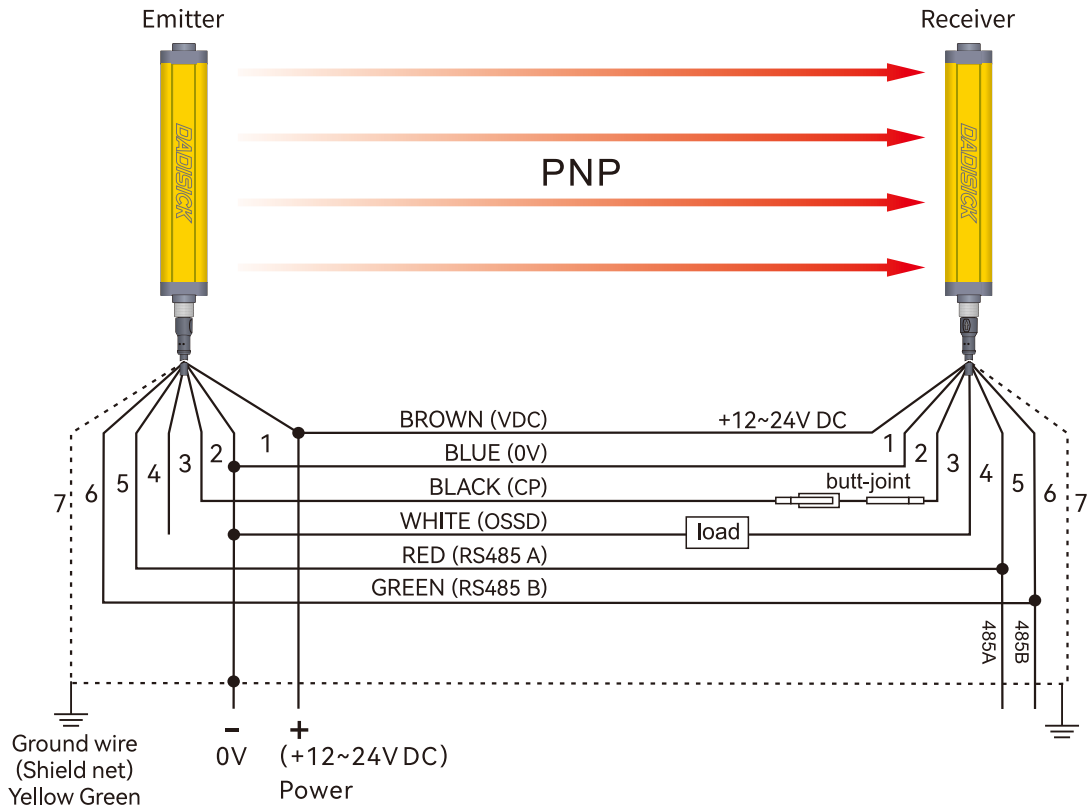 Emitter
Receiver
DADISICK
DADISICK
PNP
BROWN (VDC)
+12~24V DC
BLUE (0V)
BLACK (CP)
butt-joint
WHITE (OSSD)
load
RED (RS485 A)
GREEN (RS485 B)
7 6 5 4 3 2 1
1 2 3 4 5 6 7
485A
485B
-
+
0V
(+12~24V DC)
Power
Ground wire
(Shield net)
Yellow Green